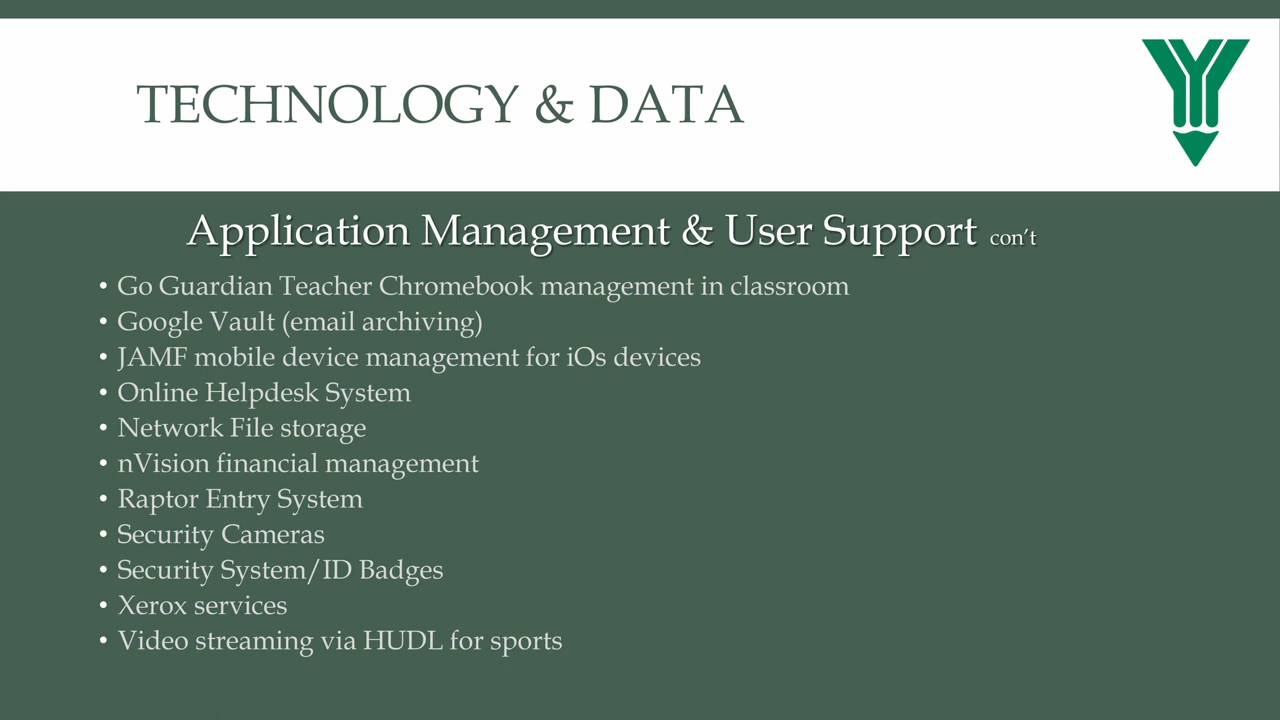 TECHNOLOGY & DATA
Application Management & User Support con’t
• Go Guardian Teacher Chromebook management in classroom
• Google Vault (email archiving)
• JAMF mobile device management for iOs devices
• Online Helpdesk System
• Network File storage
• nVision financial management
• Raptor Entry System
• Security Cameras
• Security System/ID Badges
• Xerox services
• Video streaming via HUDL for sports